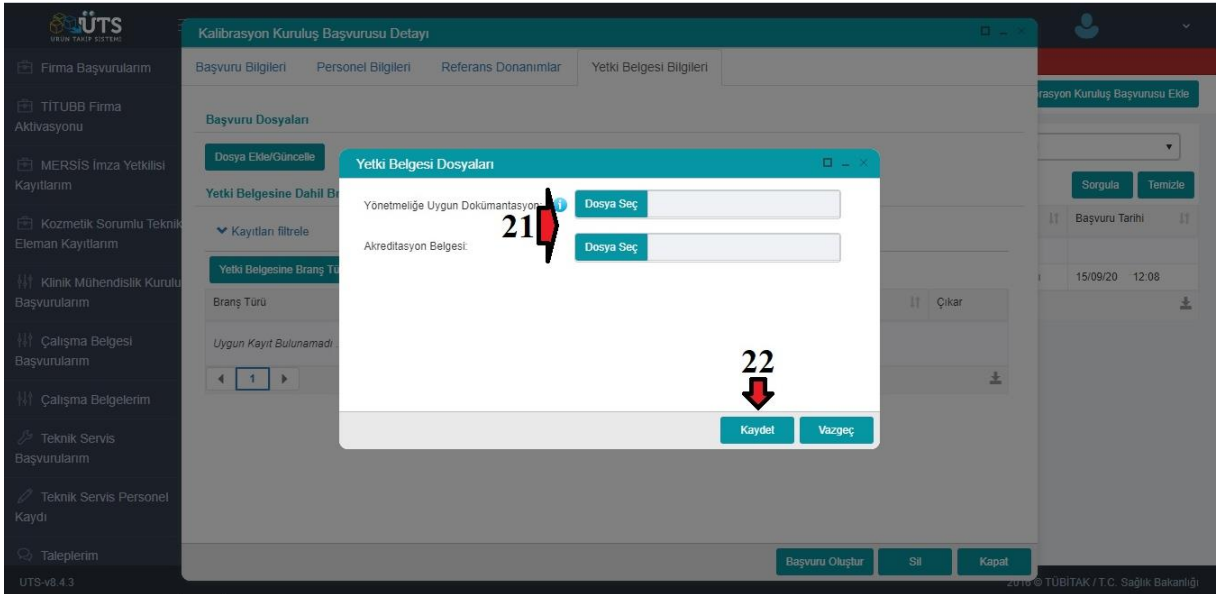 ÜTS
ÜRÜN TAKİP SİSTEMİ
Firma Başvurularım
TİTUBB Firma
Aktivasyonu
MERSİS İmza Yetkilisi
Kayıtlarım
Kozmetik Sorumlu Teknik
Eleman Kayıtlarım
Klinik Mühendislik Kurulu
Başvurularım
Çalışma Belgesi
Başvurularım
Çalışma Belgelerim
Teknik Servis
Başvurularım
Teknik Servis Personel
Kaydı
Taleplerim
UTS-v8.4.3
Kalibrasyon Kuruluş Başvurusu Detayı
Başvuru Bilgileri Personel Bilgileri Referans Donanımlar Yetki Belgesi Bilgileri
Başvuru Dosyaları
Dosya Ekle/Güncelle
Yetki Belgesine Dahil Br
Kayıtları filtrele
Yetki Belgesine Branş Tü
Branş Türü
Çıkar
Uygun Kayıt Bulunamadı
1
Yetki Belgesi Dosyaları
Yönetmeliğe Uygun Dokümantasyon: Dosya Seç
21
Akreditasyon Belgesi: Dosya Seç
22
Kaydet Vazgeç
Başvuru Oluştur Sil Kapat
rasyon Kuruluş Başvurusu Ekle
Sorgula Temizle
Başvuru Tarihi
15/09/20 12:08
2016 © TÜBİTAK / T.C. Sağlık Bakanlığı